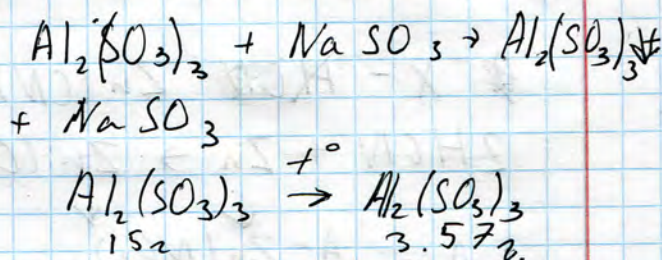 Al₂(SO₃)₃ + NaSO₃ → Al₂(SO₃)₃↓
+ NaSO₃
Al₂(SO₃)₃ →t° Al₂(SO₃)₃
15г 3.57г